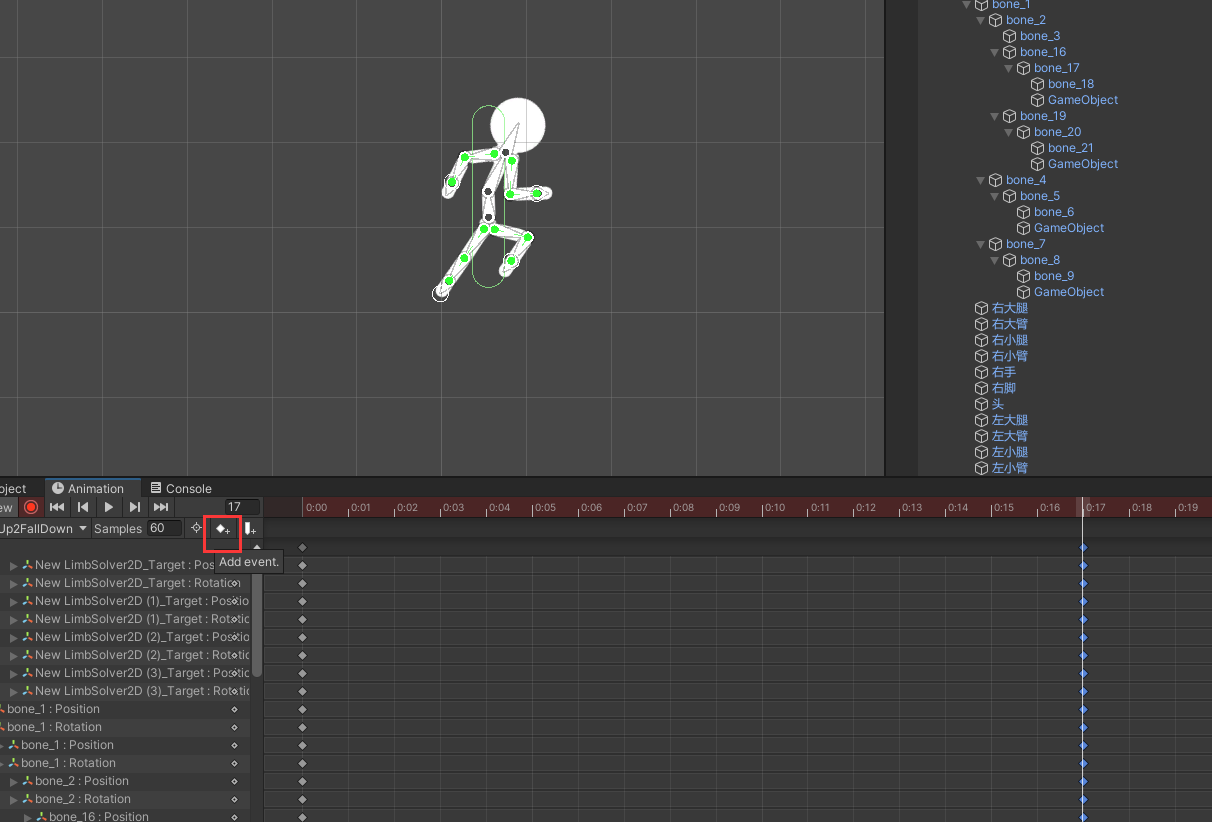 bone_1
bone_2
bone_3
bone_16
bone_17
bone_18
GameObject
bone_19
bone_20
bone_21
GameObject
bone_4
bone_5
bone_6
GameObject
bone_7
bone_8
bone_9
GameObject
右大腿
右大臂
右小腿
右小臂
右手
右脚
头
左大腿
左大臂
左小腿
左小臂
oject Animation Console
ew 17 0:00 0:01 0:02 0:03 0:04 0:05 0:06 0:07 0:08 0:09 0:10 0:11 0:12 0:13 0:14 0:15 0:16 0:17 0:18 0:19
Up2FallDown Samples 60
Add event.
New LimbSolver2D_Target : Pos
New LimbSolver2D_Target : Rotation
New LimbSolver2D (1)_Target : Positio
New LimbSolver2D (1)_Target : Rotatic
New LimbSolver2D (2)_Target : Positio
New LimbSolver2D (2)_Target : Rotatic
New LimbSolver2D (3)_Target : Positic
New LimbSolver2D (3)_Target : Rotatic
bone_1 : Position
bone_1 : Rotation
bone_1 : Position
bone_1 : Rotation
bone_2 : Position
bone_2 : Rotation
bone_16 : Position